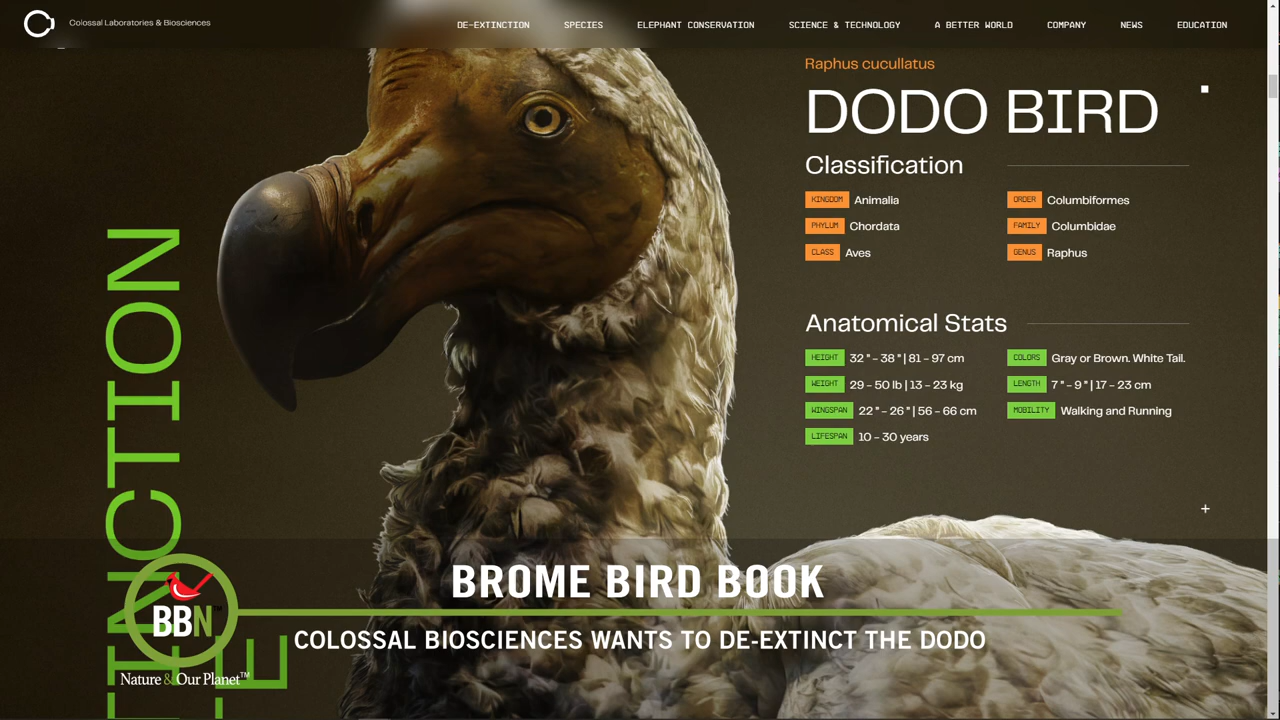 Colossal Laboratories & Biosciences
DE-EXTINCTION SPECIES ELEPHANT CONSERVATION SCIENCE & TECHNOLOGY A BETTER WORLD COMPANY NEWS EDUCATION
Raphus cucullatus
DODO BIRD
Classification
KINGDOM Animalia
ORDER Columbiformes
PHYLUM Chordata
FAMILY Columbidae
CLASS Aves
GENUS Raphus
Anatomical Stats
HEIGHT 32 " - 38 " | 81 - 97 cm
COLORS Gray or Brown. White Tail.
WEIGHT 29 - 50 lb | 13 - 23 kg
LENGTH 7 " - 9 " | 17 - 23 cm
WINGSPAN 22 " - 26 " | 56 - 66 cm
MOBILITY Walking and Running
LIFESPAN 10 - 30 years
TINCTION
BROME BIRD BOOK
BBN
COLOSSAL BIOSCIENCES WANTS TO DE-EXTINCT THE DODO
Nature & Our Planet™